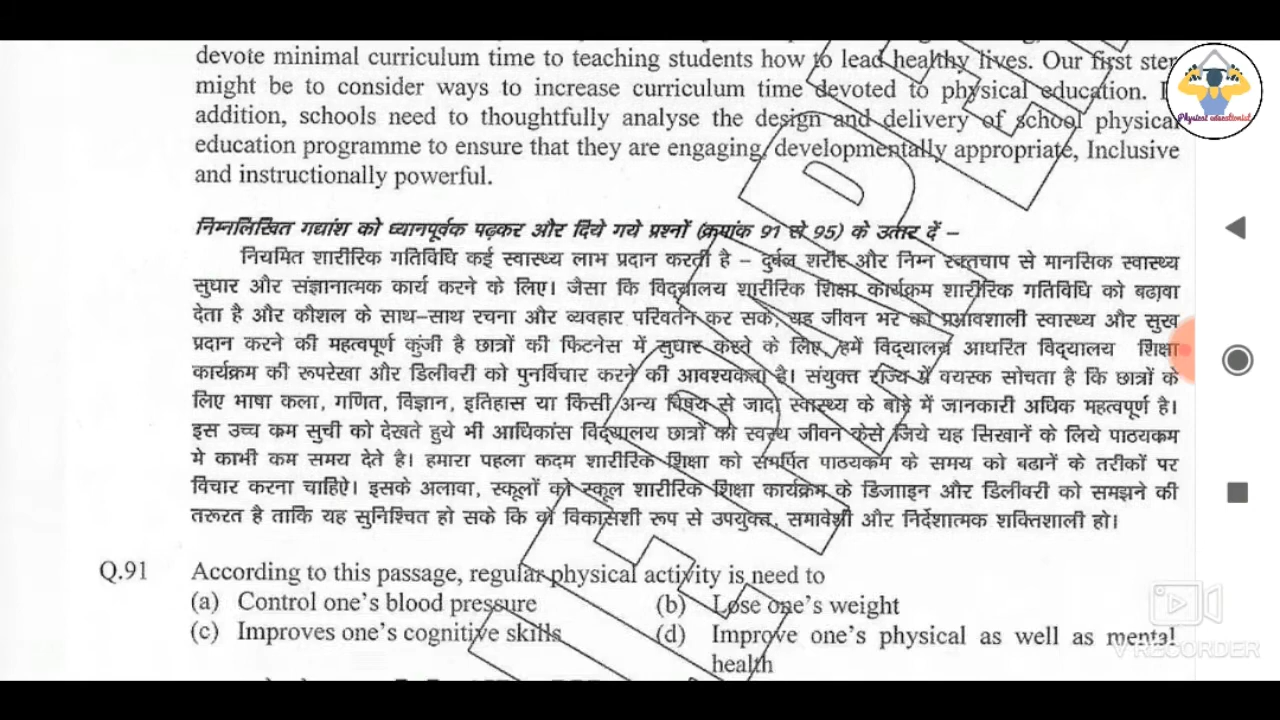 devote minimal curriculum time to teaching students how to lead healthy lives. Our first step
might be to consider ways to increase curriculum time devoted to physical education.
addition, schools need to thoughtfully analyse the design and delivery of school physical
education programme to ensure that they are engaging, developmentally appropriate, Inclusive
and instructionally powerful.
Physical educationist
निम्नलिखित गद्यांश को ध्यानपूर्वक पढ़कर और दिये गये प्रश्नों (क्रमांक 91 से 95) के उत्तर दें –
नियमित शारीरिक गतिविधि कई स्वास्थ्य लाभ प्रदान करती है – दुर्बल शरीर और निम्न रक्तचाप से मानसिक स्वास्थ्य
सुधार और संज्ञानात्मक कार्य करने के लिए। जैसा कि विद्यालय शारीरिक शिक्षा कार्यक्रम शारीरिक गतिविधि को बढावा
देता है और कौशल के साथ-साथ रचना और व्यवहार परिवर्तन कर सके, यह जीवन भर को प्रभावशाली स्वास्थ्य और सुख
प्रदान करने की महत्वपूर्ण कुंजी है छात्रों की फिटनेस में सुधार करने के लिए, हमें विद्यालय आधरित विद्यालय शिक्षा
कार्यक्रम की रूपरेखा और डिलीवरी को पुनर्विचार करने की आवश्यकता है। संयुक्त राज्य में वयस्क सोचता है कि छात्रों के
लिए भाषा कला, गणित, विज्ञान, इतिहास या किसी अन्य विषय से जादा स्वास्थ्य के बारे में जानकारी अधिक महत्वपूर्ण है।
इस उच्च कम सुची को देखते हुये भी आधिकांस विद्यालय छात्रों को स्वस्थ जीवन केसे जिये यह सिखानें के लिये पाठयकम
मे काभी कम समय देते है। हमारा पहला कदम शारीरिक शिक्षा को समर्पित पाठयकम के समय को बढानें के तरीकों पर
विचार करना चाहिऐ। इसके अलावा, स्कूलों को स्कूल शारीरिक शिक्षा कार्यक्रम के डिजााइन और डिलीवरी को समझने की
तरूरत है ताकि यह सुनिश्चित हो सके कि वो विकासशी रूप से उपयुक्त, समावेशी और निर्देशात्मक शक्तिशाली हो।
Q.91 According to this passage, regular physical activity is need to
(a) Control one's blood pressure (b) Lose one's weight
(c) Improves one's cognitive skills (d) Improve one's physical as well as mental
health
V RECORDER